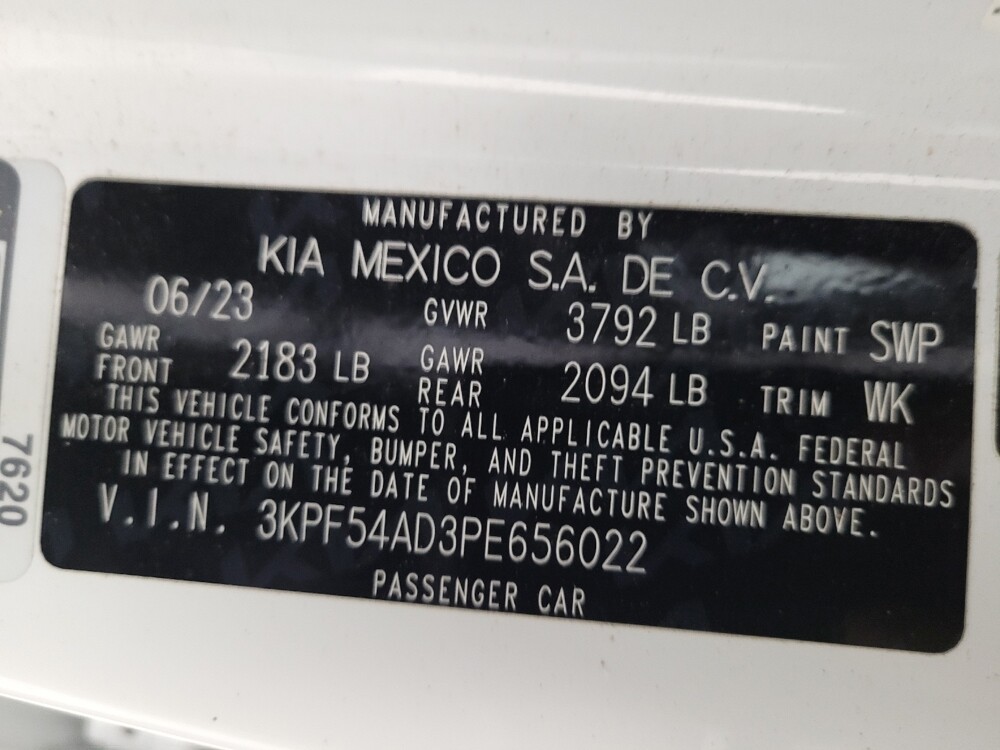 MANUFACTURED BY
KIA MEXICO S.A. DE C.V.
06/23 GVWR 3792 LB PAINT SWP
GAWR FRONT 2183 LB GAWR REAR 2094 LB TRIM WK
THIS VEHICLE CONFORMS TO ALL APPLICABLE U.S.A. FEDERAL
MOTOR VEHICLE SAFETY, BUMPER, AND THEFT PREVENTION STANDARDS
IN EFFECT ON THE DATE OF MANUFACTURE SHOWN ABOVE.
V.I.N. 3KPF54AD3PE656022
PASSENGER CAR
7620